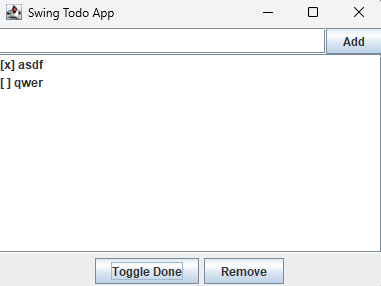 Swing Todo App
Add
[x] asdf
[ ] qwer
Toggle Done
Remove